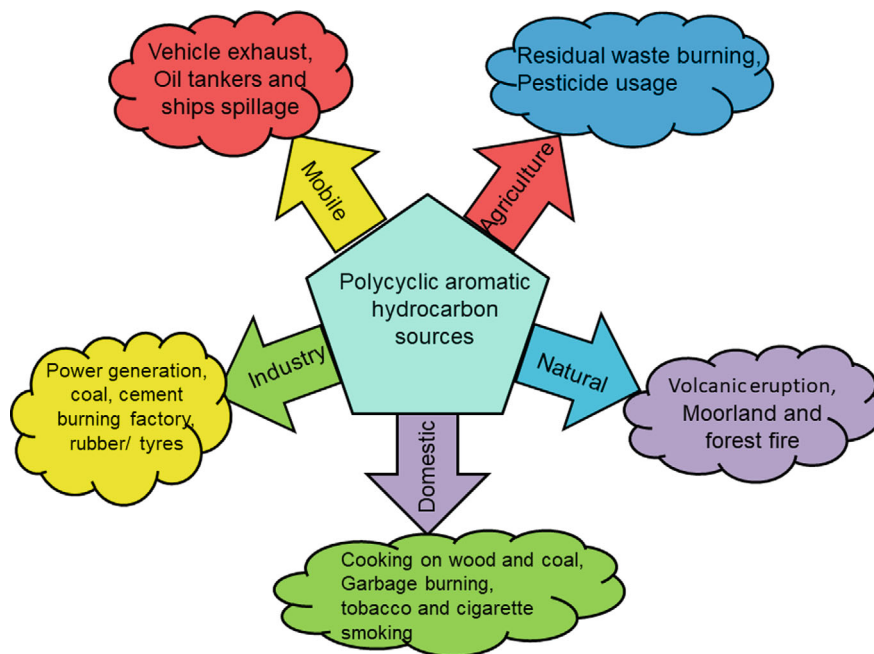 Vehicle exhaust,
Oil tankers and
ships spillage
Residual waste burning,
Pesticide usage
Mobile
Agriculture
Polycyclic aromatic
hydrocarbon
sources
Industry
Natural
Power generation,
coal, cement
burning factory,
rubber/ tyres
Volcanic eruption,
Moorland and
forest fire
Domestic
Cooking on wood and coal,
Garbage burning,
tobacco and cigarette
smoking